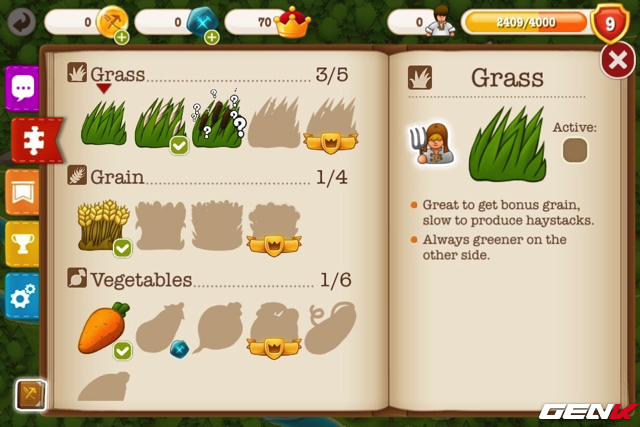 0
0
70
0
2409/4000
9
Grass 3/5
Grain 1/4
Vegetables 1/6
Grass
Active:
Great to get bonus grain,
slow to produce haystacks.
Always greener on the
other side.
GENK